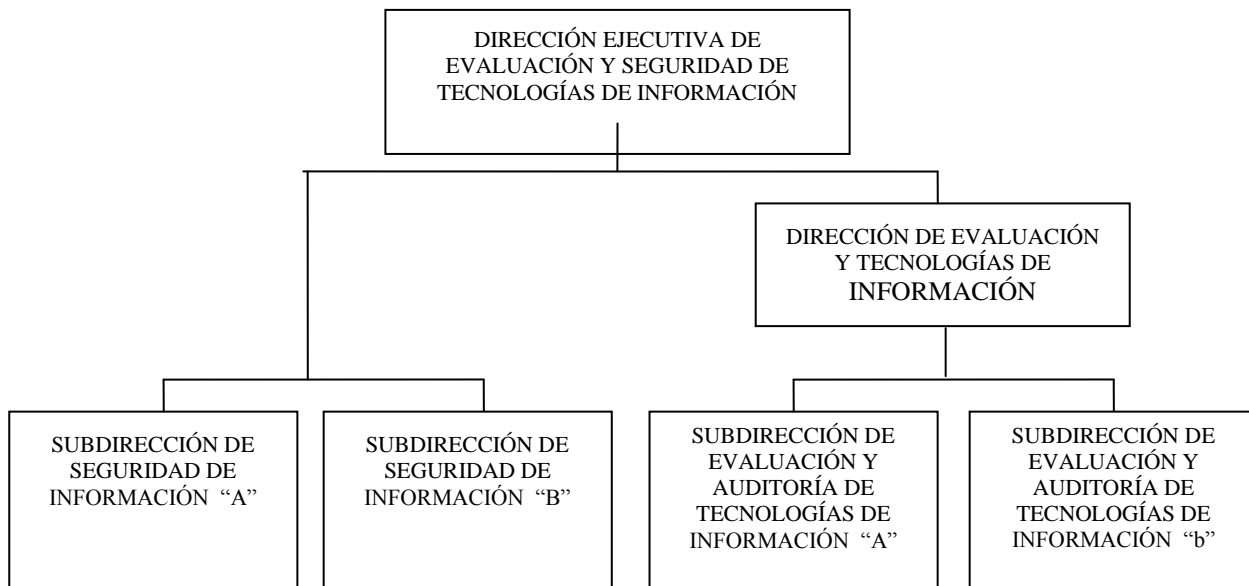 DIRECCIÓN EJECUTIVA DE
EVALUACIÓN Y SEGURIDAD DE
TECNOLOGÍAS DE INFORMACIÓN
DIRECCIÓN DE EVALUACIÓN
Y TECNOLOGÍAS DE
INFORMACIÓN
SUBDIRECCIÓN DE
SEGURIDAD DE
INFORMACIÓN “A”
SUBDIRECCIÓN DE
SEGURIDAD DE
INFORMACIÓN “B”
SUBDIRECCIÓN DE
EVALUACIÓN Y
AUDITORÍA DE
TECNOLOGÍAS DE
INFORMACIÓN “A”
SUBDIRECCIÓN DE
EVALUACIÓN Y
AUDITORÍA DE
TECNOLOGÍAS DE
INFORMACIÓN “b”